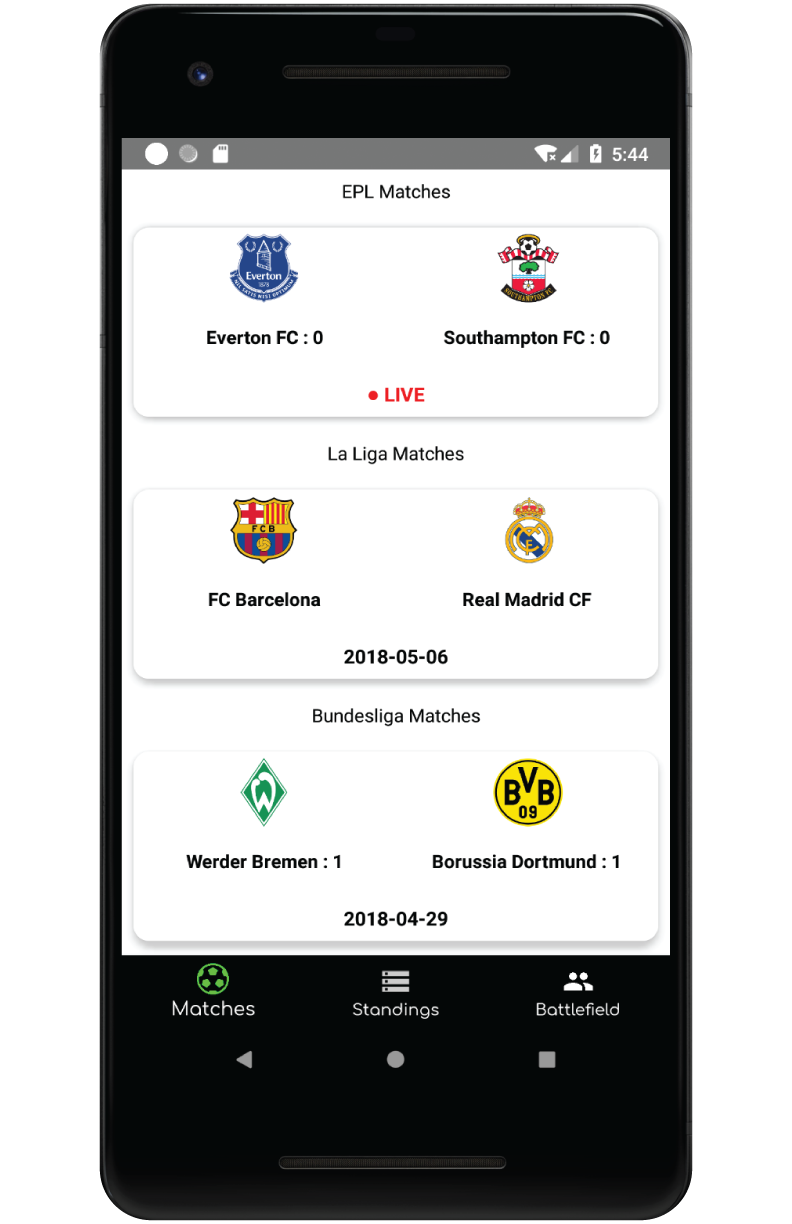 5:44
EPL Matches
Everton
1878
NIL SATIS NISI OPTIMUM
SOUTHAMPTON FC
Everton FC : 0 Southampton FC : 0
• LIVE
La Liga Matches
FCB
FC Barcelona Real Madrid CF
2018-05-06
Bundesliga Matches
W
BVB
09
Werder Bremen : 1 Borussia Dortmund : 1
2018-04-29
Matches Standings Battlefield